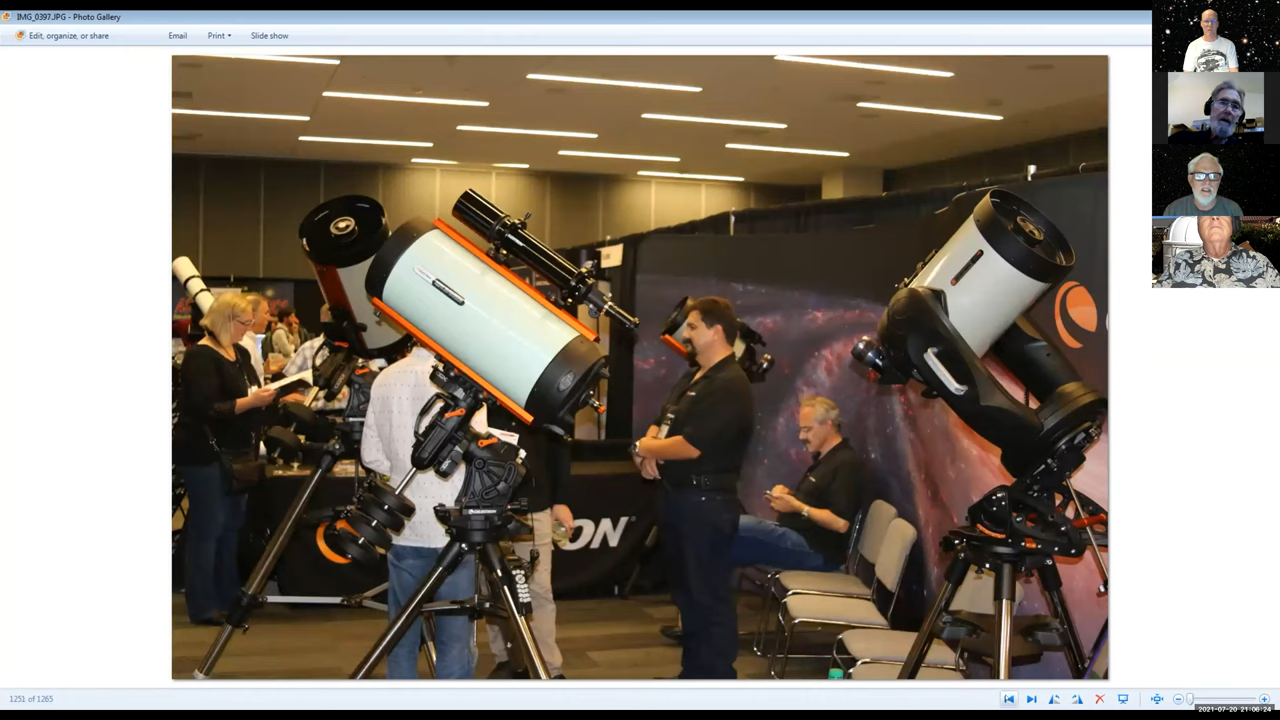 IMG_0397.JPG - Photo Gallery
Edit, organize, or share
Email
Print
Slide show
ON
1251 of 1265
2021-07-20 21:06:24